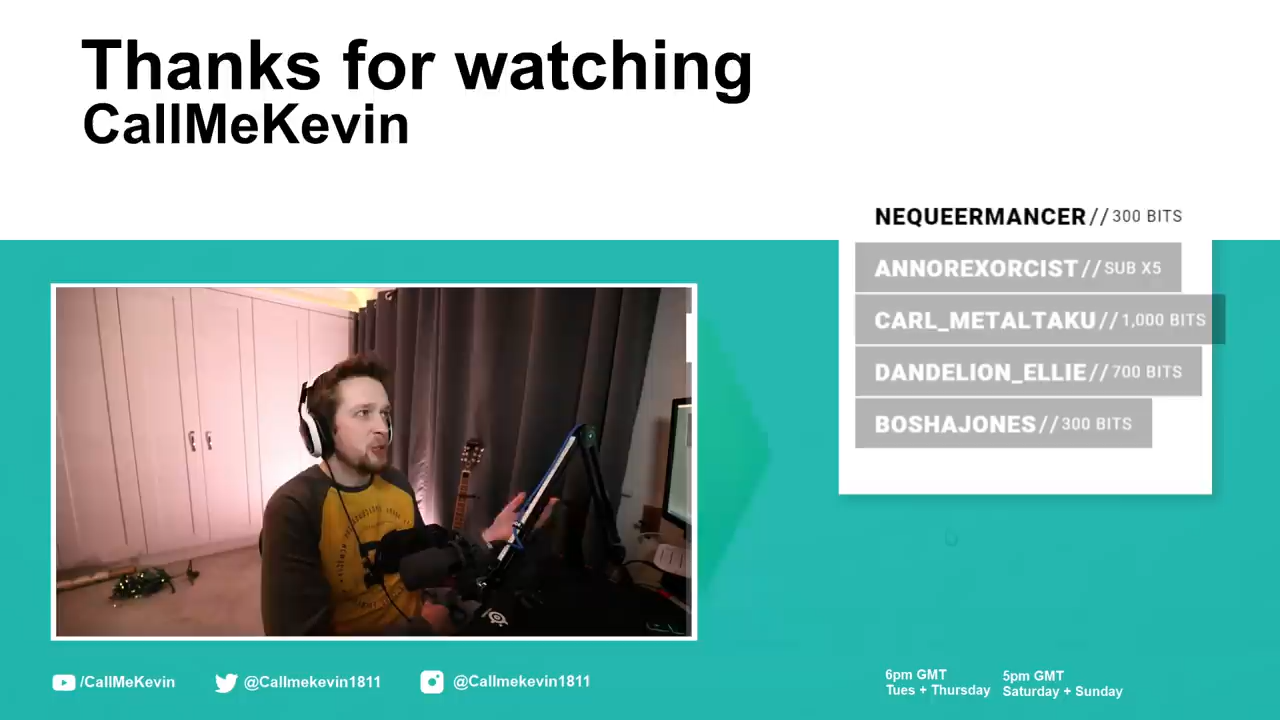 Thanks for watching
CallMeKevin
NEQUEERMANCER//300 BITS
ANNOREXORCIST//SUB X5
CARL_METALTAKU//1,000 BITS
DANDELION_ELLIE//700 BITS
BOSHAJONES//300 BITS
/CallMeKevin
@Callmekevin1811
@Callmekevin1811
6pm GMT
Tues + Thursday
5pm GMT
Saturday + Sunday